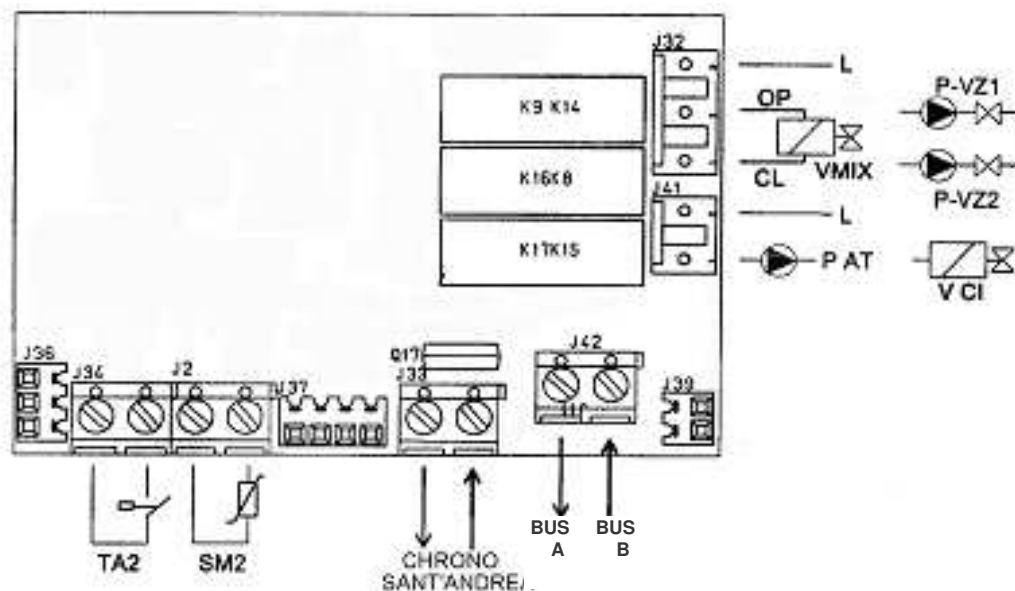 J32
L
P-VZ1
OP
K9 K14
VMIX
CL
K16K8
J41
P-VZ2
L
K17K15
P AT
V CI
J36
J34
J2
J37
Q17
J33
J42
J39
BUS A
BUS B
TA2
SM2
CHRONO
SANT'ANDREA